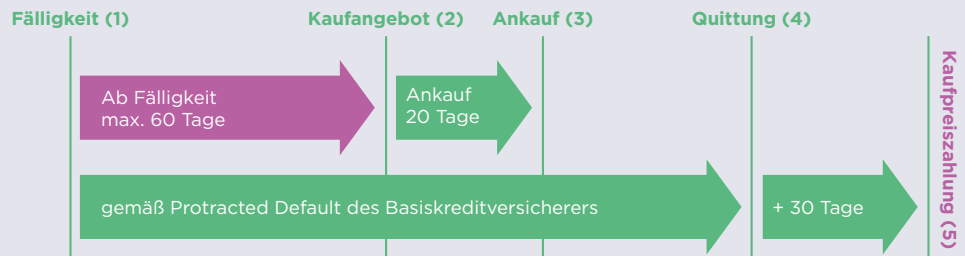 Fälligkeit (1)
Kaufangebot (2)
Ankauf (3)
Quittung (4)
Ab Fälligkeit
max. 60 Tage
Ankauf
20 Tage
gemäß Protracted Default des Basiskreditversicherers
+ 30 Tage
Kaufpreiszahlung (5)